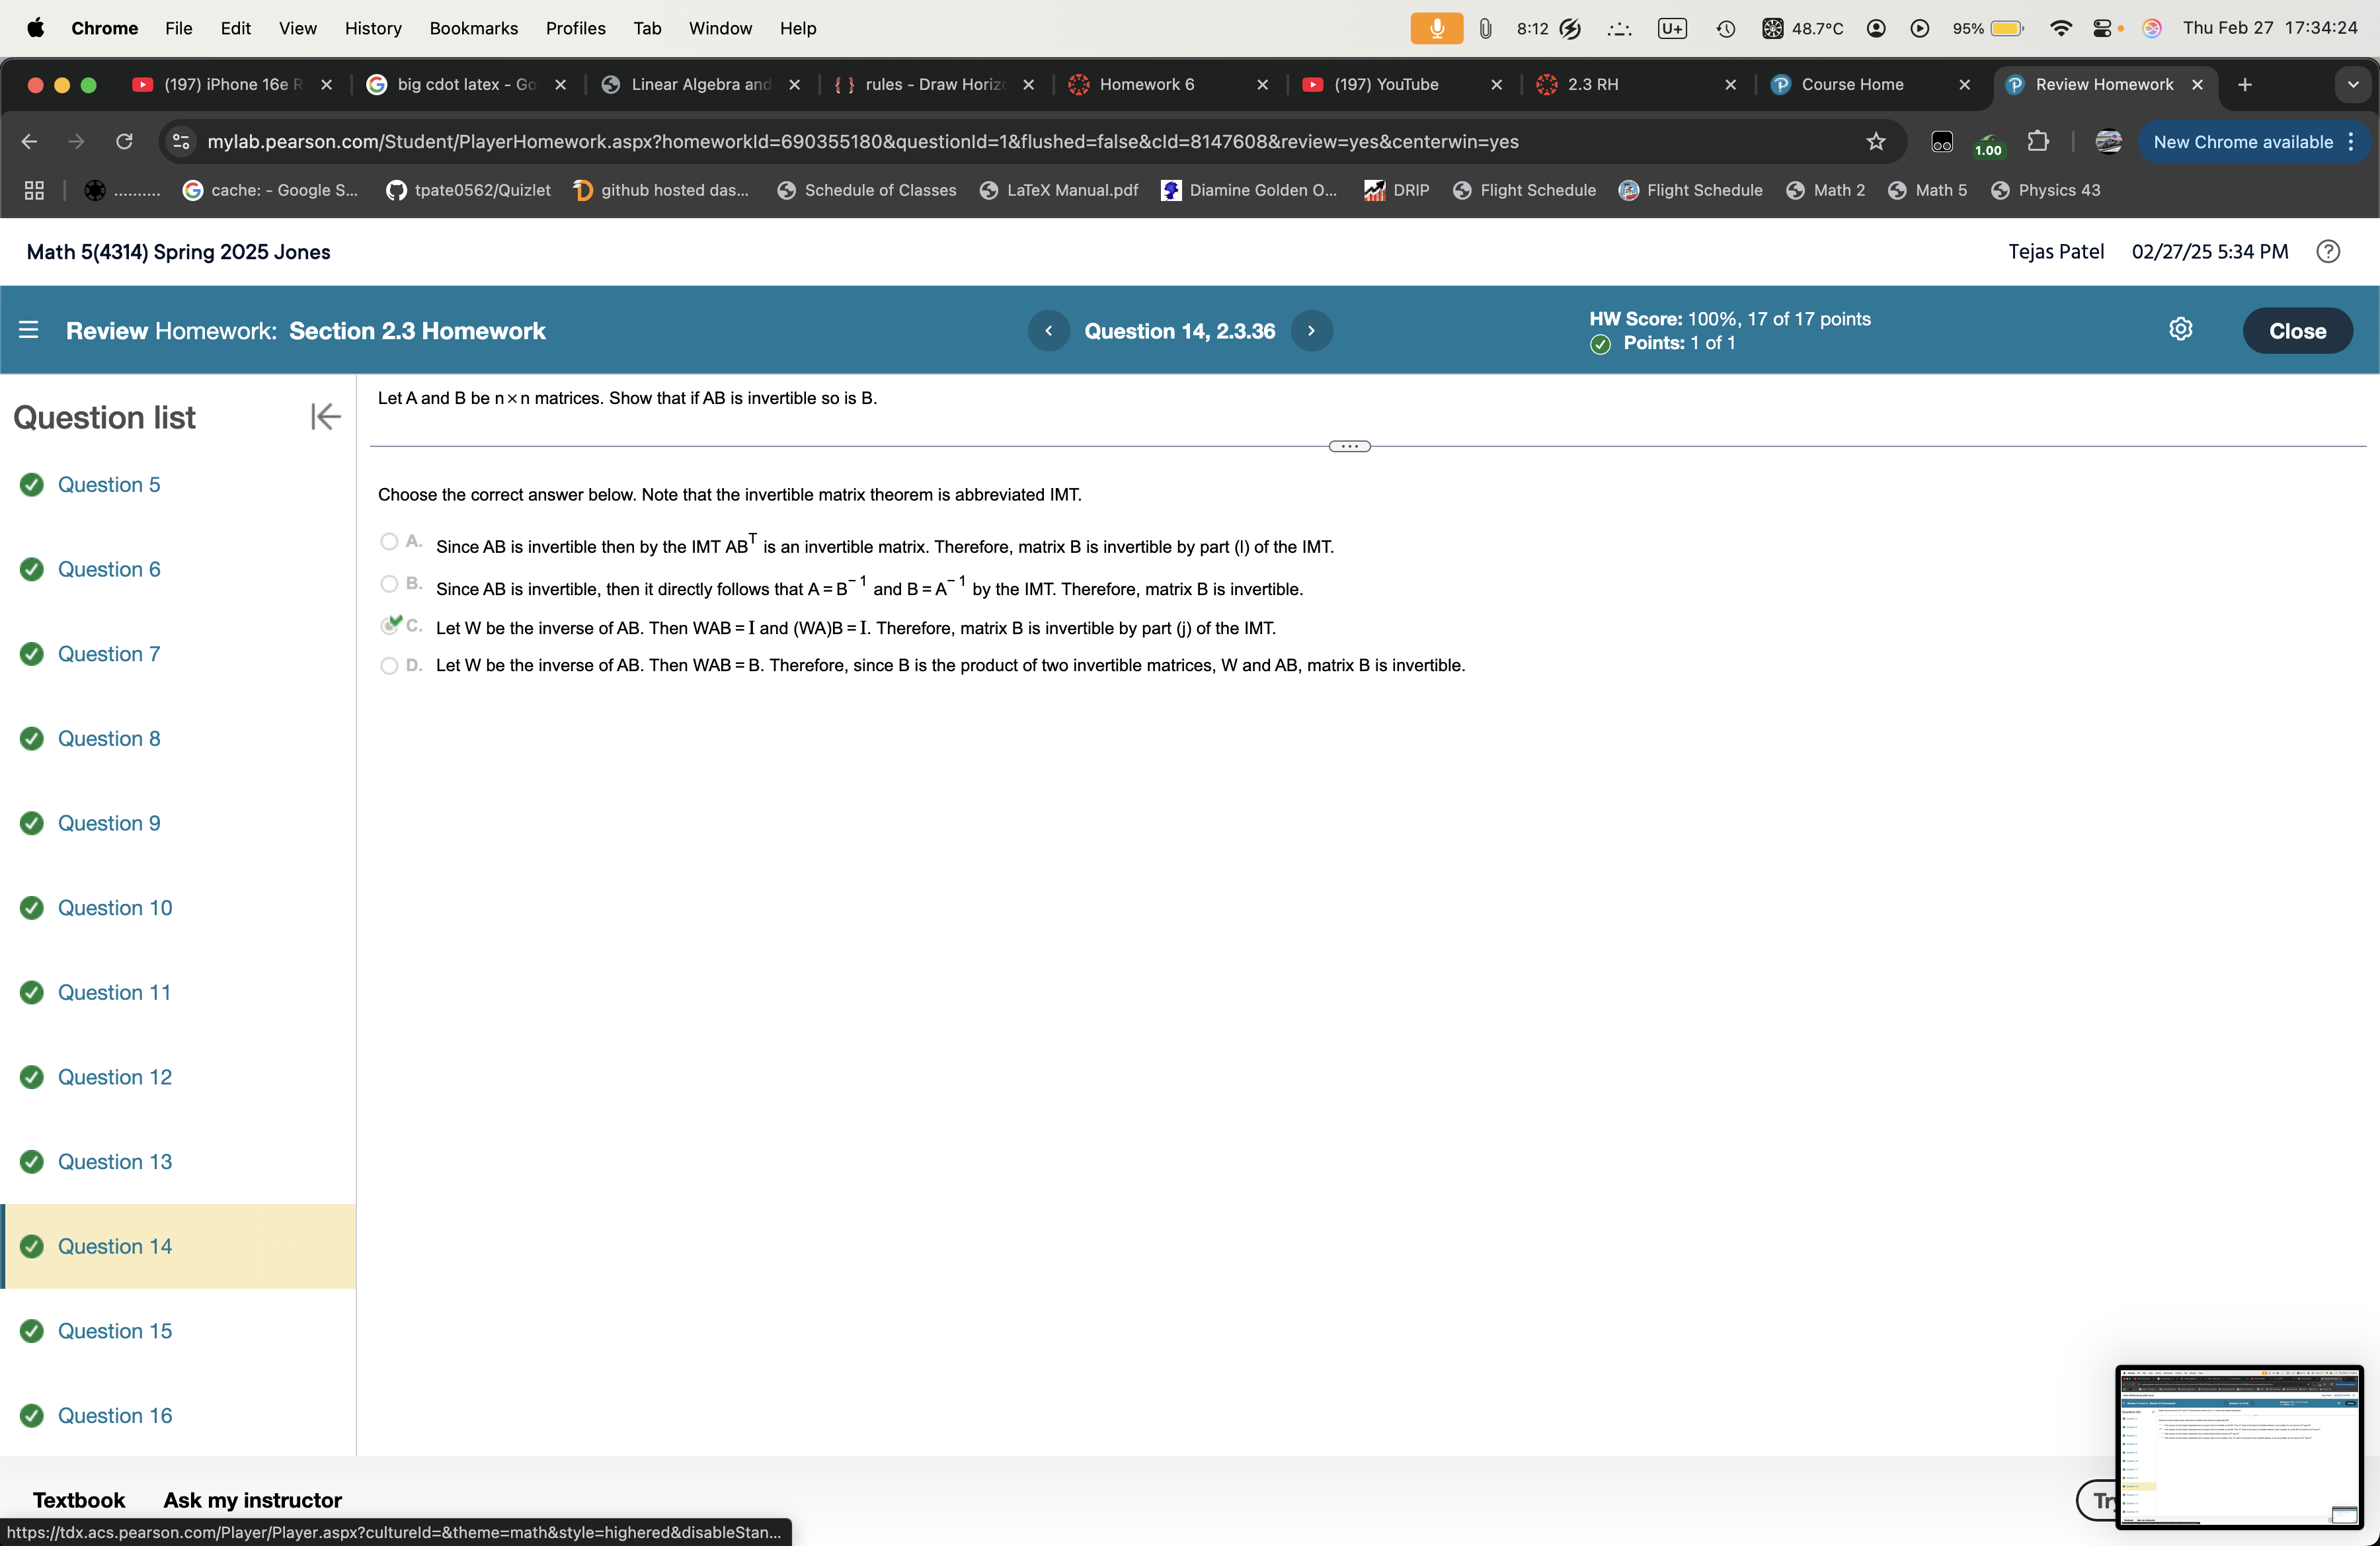 Chrome File Edit View History Bookmarks Profiles Tab Window Help 8:12 U+ 48.7°C 95% Thu Feb 27 17:34:24
(197) iPhone 16e R big cdot latex - Go Linear Algebra and rules - Draw Horizo Homework 6 (197) YouTube 2.3 RH Course Home Review Homework
mylab.pearson.com/Student/PlayerHomework.aspx?homeworkId=690355180&questionId=1&flushed=false&cId=8147608&review=yes&centerwin=yes 1.00 New Chrome available
.......... cache: - Google S... tpate0562/Quizlet github hosted das... Schedule of Classes LaTeX Manual.pdf Diamine Golden O... DRIP Flight Schedule Flight Schedule Math 2 Math 5 Physics 43
Math 5(4314) Spring 2025 Jones Tejas Patel 02/27/25 5:34 PM ?
Review Homework: Section 2.3 Homework Question 14, 2.3.36 HW Score: 100%, 17 of 17 points
Points: 1 of 1
Close
Question list
Question 5
Question 6
Question 7
Question 8
Question 9
Question 10
Question 11
Question 12
Question 13
Question 14
Question 15
Question 16
Let A and B be n×n matrices. Show that if AB is invertible so is B.
Choose the correct answer below. Note that the invertible matrix theorem is abbreviated IMT.
A. Since AB is invertible then by the IMT AB^T is an invertible matrix. Therefore, matrix B is invertible by part (l) of the IMT.
B. Since AB is invertible, then it directly follows that A = B^−1 and B = A^−1 by the IMT. Therefore, matrix B is invertible.
C. Let W be the inverse of AB. Then WAB = I and (WA)B = I. Therefore, matrix B is invertible by part (j) of the IMT.
D. Let W be the inverse of AB. Then WAB = B. Therefore, since B is the product of two invertible matrices, W and AB, matrix B is invertible.
Textbook Ask my instructor
https://tdx.acs.pearson.com/Player/Player.aspx?cultureId=&theme=math&style=highered&disableStan...